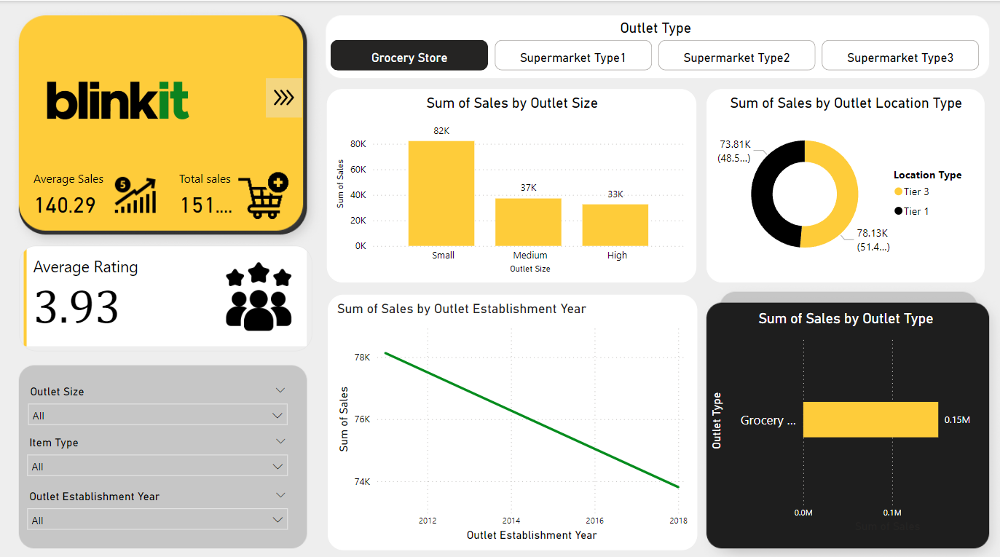 blinkit
Average Sales
140.29
Total sales
151....
Average Rating
3.93
Outlet Size
All
Item Type
All
Outlet Establishment Year
All
Outlet Type
Grocery Store
Supermarket Type1
Supermarket Type2
Supermarket Type3
Sum of Sales by Outlet Size
Sum of Sales
80K
60K
40K
20K
0K
82K
37K
33K
Small
Medium
High
Outlet Size
Sum of Sales by Outlet Location Type
73.81K
(48.5...)
78.13K
(51.4...)
Location Type
Tier 3
Tier 1
Sum of Sales by Outlet Establishment Year
Sum of Sales
78K
76K
74K
2012
2014
2016
2018
Outlet Establishment Year
Sum of Sales by Outlet Type
Outlet Type
Grocery ...
0.15M
0.0M
0.1M
Sum of Sales